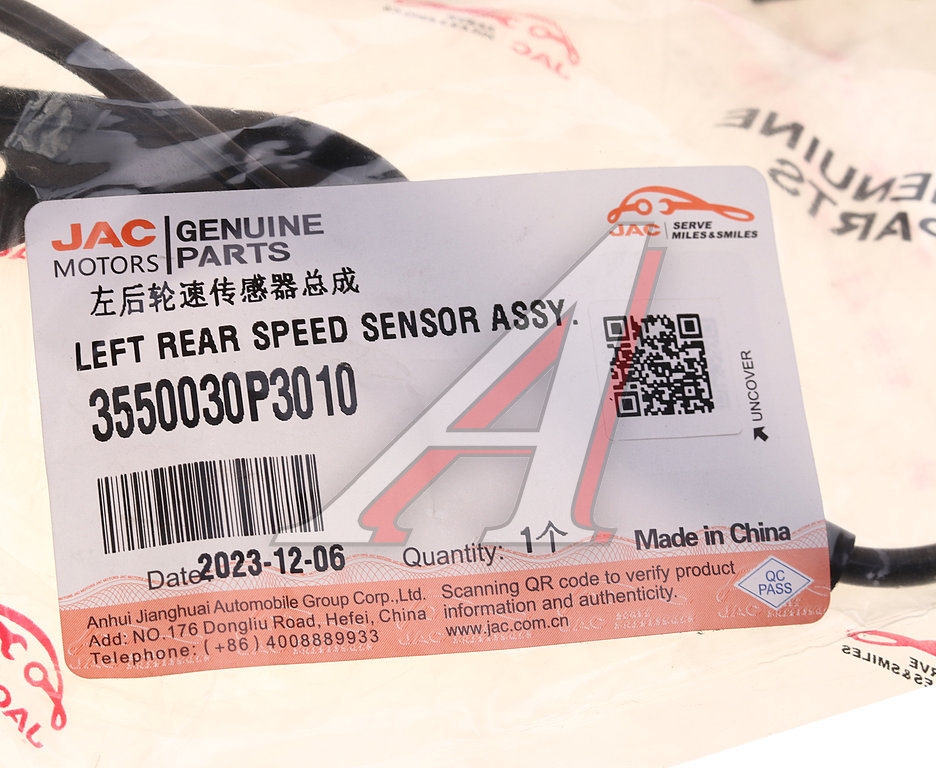 JAC
MOTORS
GENUINE
PARTS
JAC
SERVE
MILES&SMILES
左后轮速传感器总成
LEFT REAR SPEED SENSOR ASSY.
3550030P3010
UNCOVER
Date
2023-12-06
Quantity: 1个
Made in China
Anhui Jianghuai Automobile Group Corp.,Ltd.
Add: NO.176 Dongliu Road, Hefei, China
Telephone: (+86) 4008889933
Scanning QR code to verify product
information and authenticity.
www.jac.com.cn
QC
PASS
GENUINE
PARTS
JAC
JAC